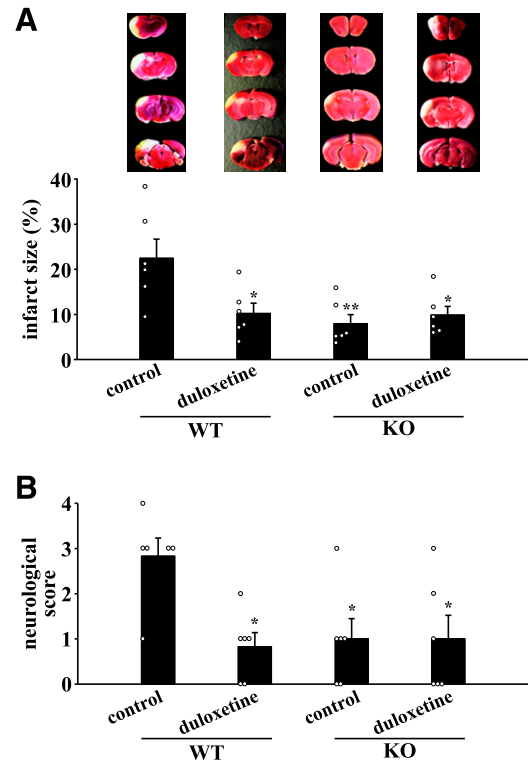 A
infarct size (%)
40
30
20
10
0
*
**
*
control
duloxetine
control
duloxetine
WT
KO
B
neurological
score
4
3
2
1
0
*
*
*
control
duloxetine
control
duloxetine
WT
KO